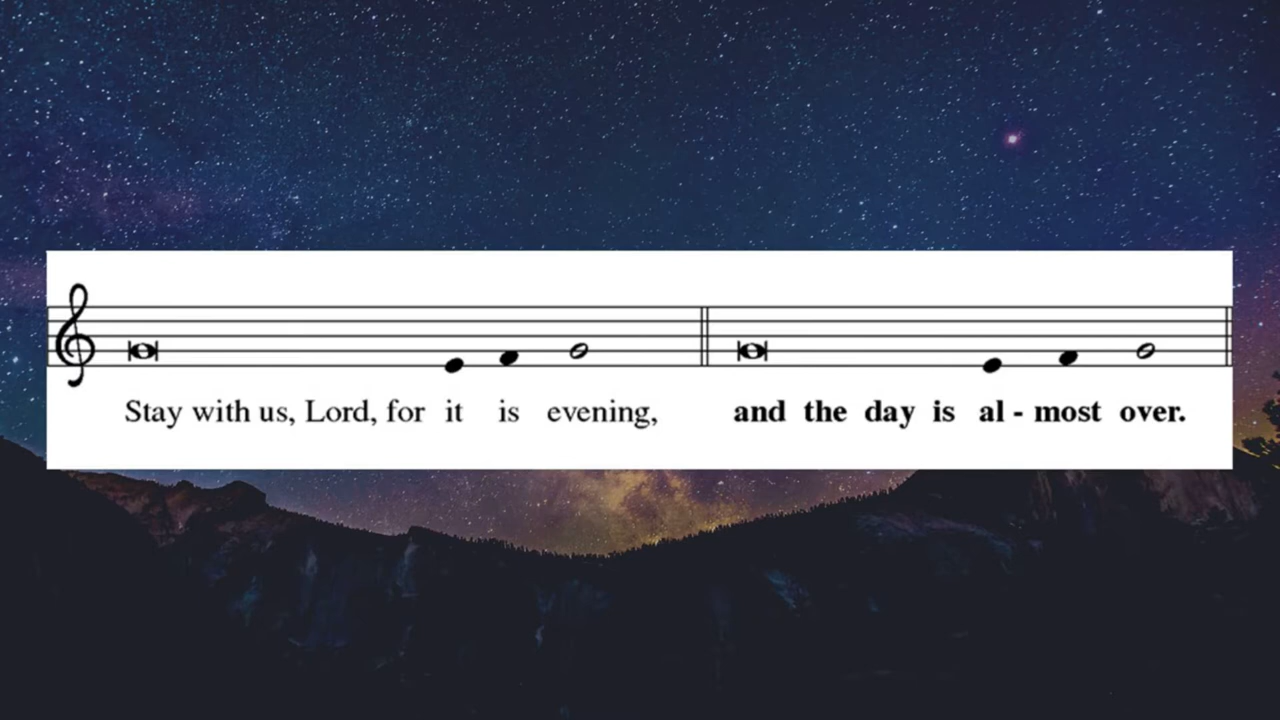 Stay with us, Lord, for it is evening, and the day is al - most over.